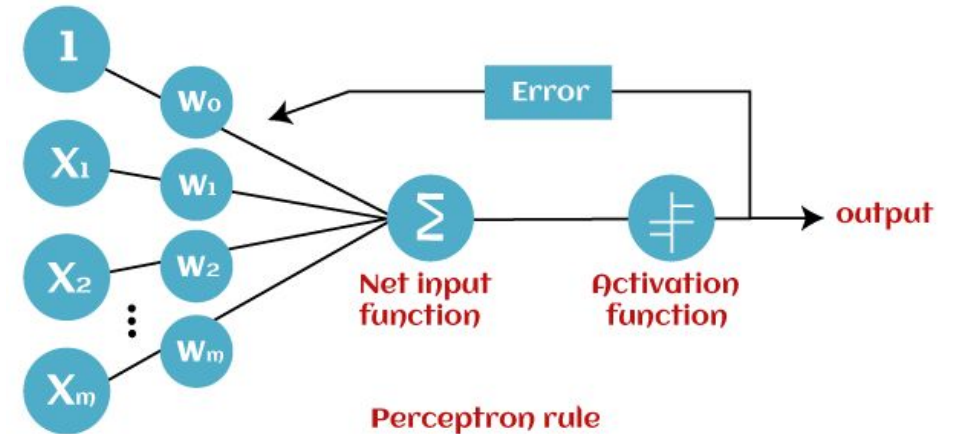 1
W₀
Error
X₁
W₁
Σ
output
X₂
W₂
Net input
function
Activation
function
Xₘ
Wₘ
Perceptron rule